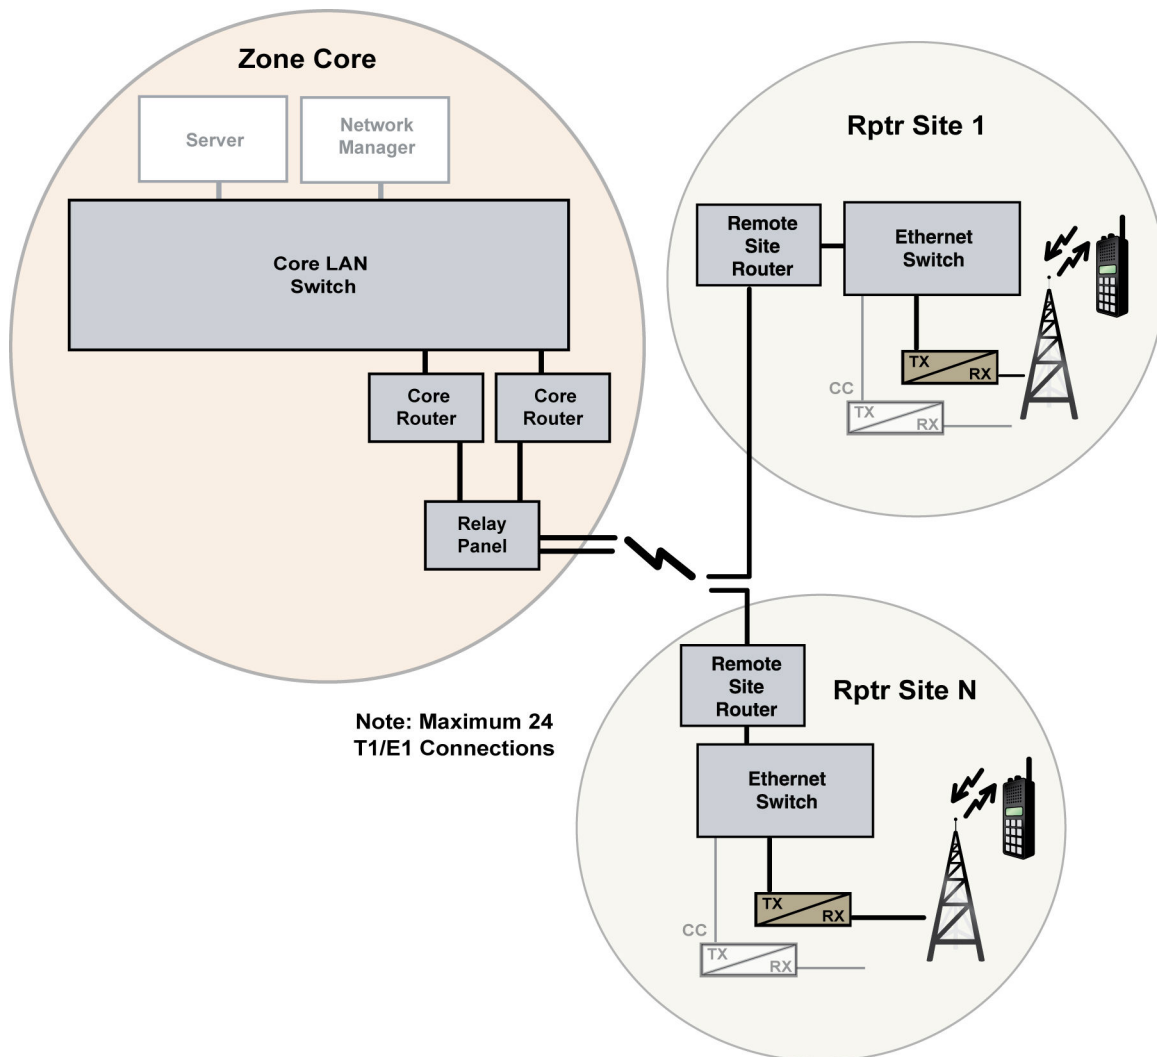 Zone Core
Server
Network
Manager
Core LAN
Switch
Core
Router
Core
Router
Relay
Panel
Note: Maximum 24
T1/E1 Connections
Rptr Site 1
Remote
Site
Router
Ethernet
Switch
TX
RX
CC
TX
RX
Rptr Site N
Remote
Site
Router
Ethernet
Switch
TX
RX
CC
TX
RX